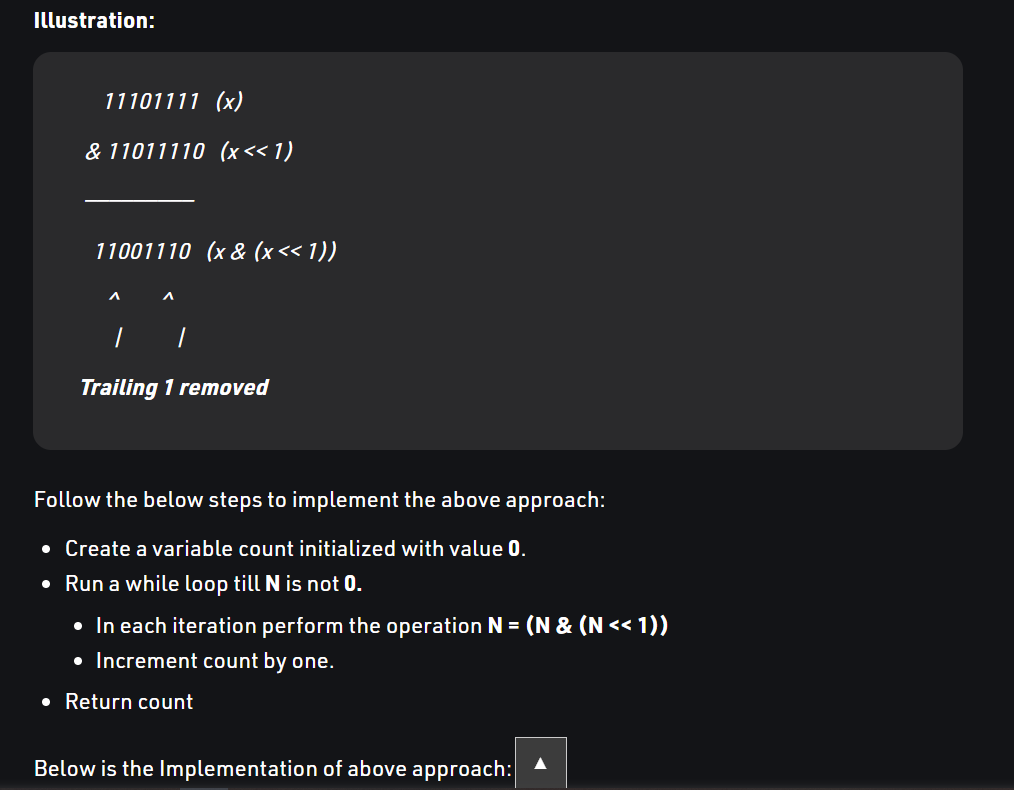 Illustration:
11101111 (x)
& 11011110 (x << 1)
__________
11001110 (x & (x << 1))
^ ^
| |
Trailing 1 removed
Follow the below steps to implement the above approach:
• Create a variable count initialized with value 0.
• Run a while loop till N is not 0.
• In each iteration perform the operation N = (N & (N << 1))
• Increment count by one.
• Return count
Below is the Implementation of above approach:
▲